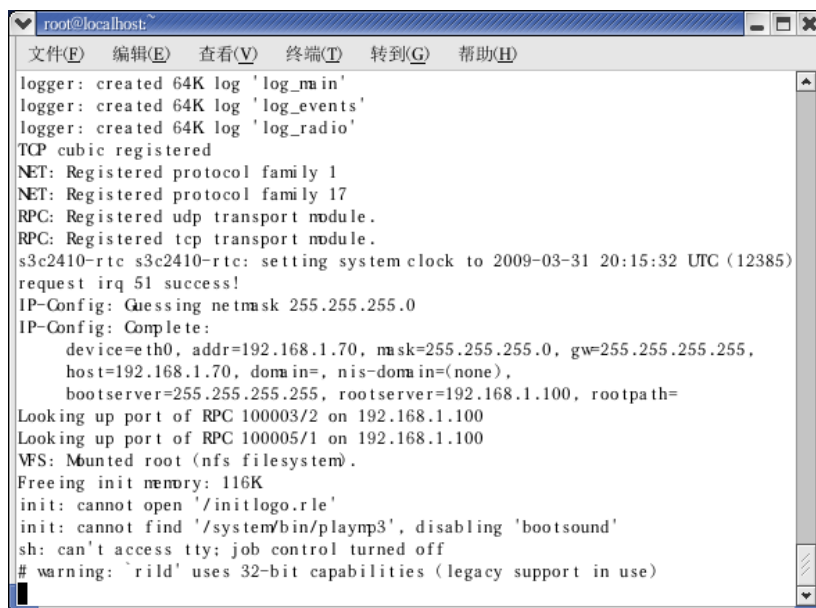 root@localhost:~
文件(F) 编辑(E) 查看(V) 终端(T) 转到(G) 帮助(H)
logger: created 64K log 'log_main'
logger: created 64K log 'log_events'
logger: created 64K log 'log_radio'
TCP cubic registered
NET: Registered protocol family 1
NET: Registered protocol family 17
RPC: Registered udp transport module.
RPC: Registered tcp transport module.
s3c2410-rtc s3c2410-rtc: setting system clock to 2009-03-31 20:15:32 UTC (12385)
request irq 51 success!
IP-Config: Guessing netmask 255.255.255.0
IP-Config: Complete:
device=eth0, addr=192.168.1.70, mask=255.255.255.0, gw=255.255.255.255,
host=192.168.1.70, domain=, nis-domain=(none),
bootserver=255.255.255.255, rootserver=192.168.1.100, rootpath=
Looking up port of RPC 100003/2 on 192.168.1.100
Looking up port of RPC 100005/1 on 192.168.1.100
VFS: Mounted root (nfs filesystem).
Freeing init memory: 116K
init: cannot open '/initlogo.rle'
init: cannot find '/system/bin/playmp3', disabling 'bootsound'
sh: can't access tty; job control turned off
# warning: `rild' uses 32-bit capabilities (legacy support in use)